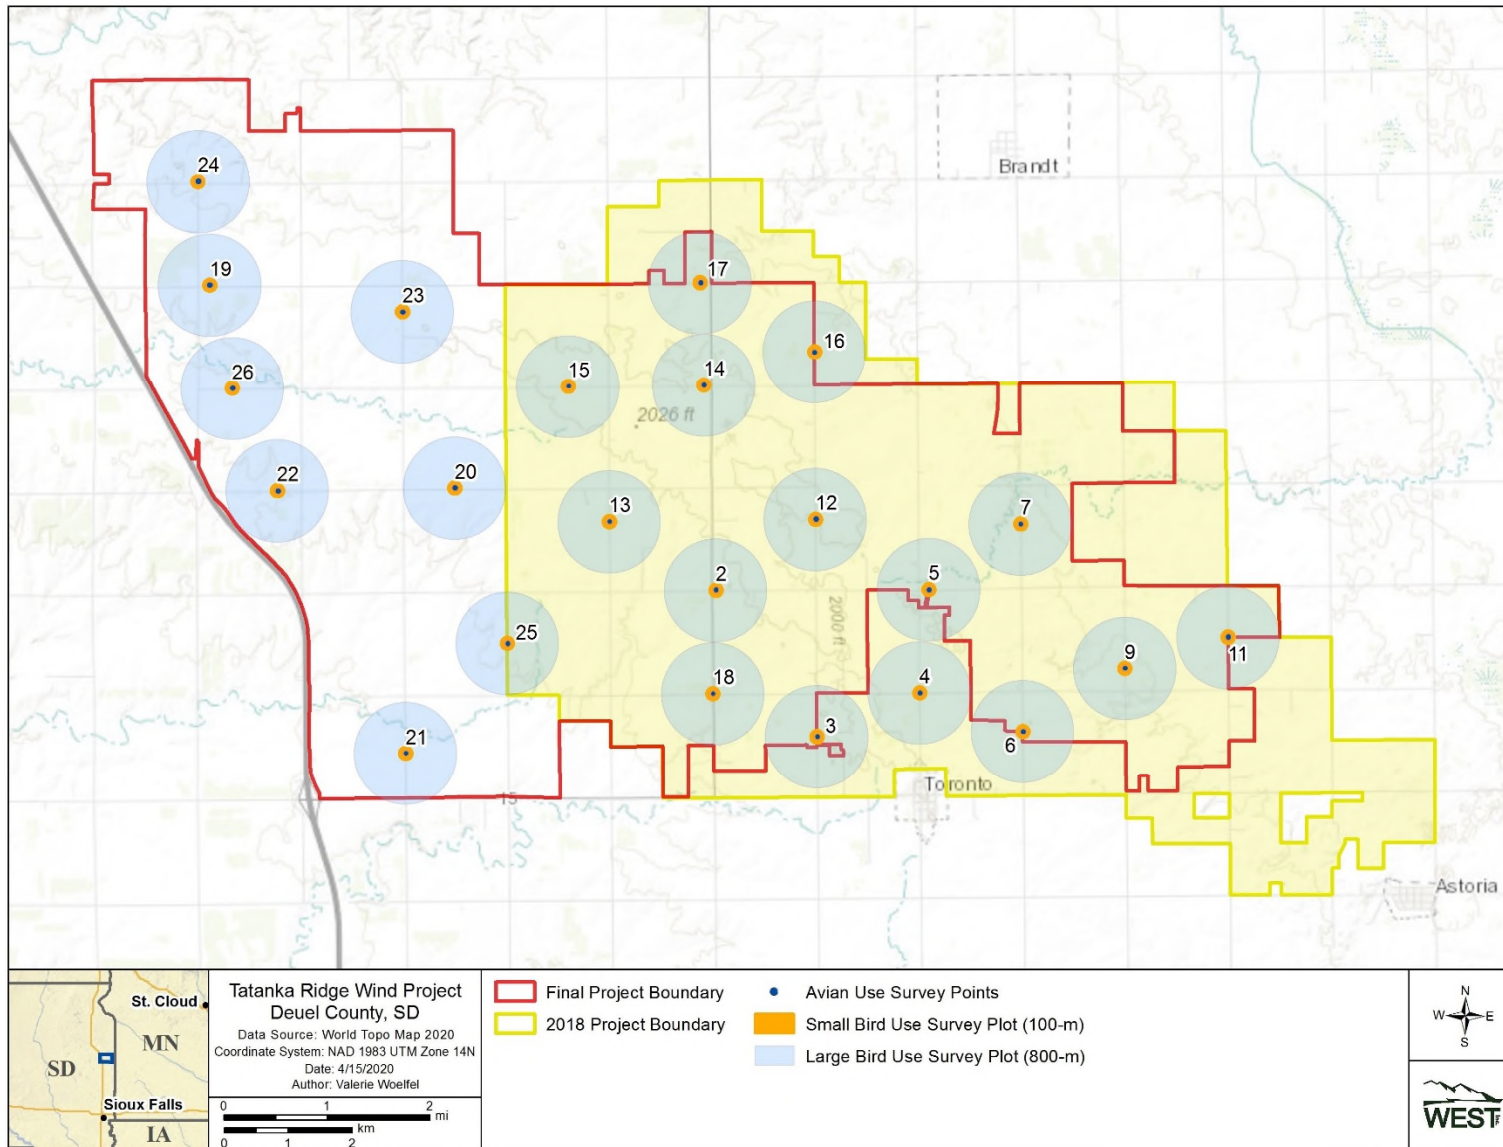 Brandt
24
19
23
17
16
26
15
14
2026 ft
22
20
13
12
7
2
5
2000 ft
25
11
9
18
4
3
6
21
Toronto
15
Astoria
St. Cloud
MN
SD
Sioux Falls
IA
Tatanka Ridge Wind Project
Deuel County, SD
Data Source: World Topo Map 2020
Coordinate System: NAD 1983 UTM Zone 14N
Date: 4/15/2020
Author: Valerie Woelfel
0 1 2
mi
km
0 1 2
Final Project Boundary
2018 Project Boundary
Avian Use Survey Points
Small Bird Use Survey Plot (100-m)
Large Bird Use Survey Plot (800-m)
N
W E
S
WEST